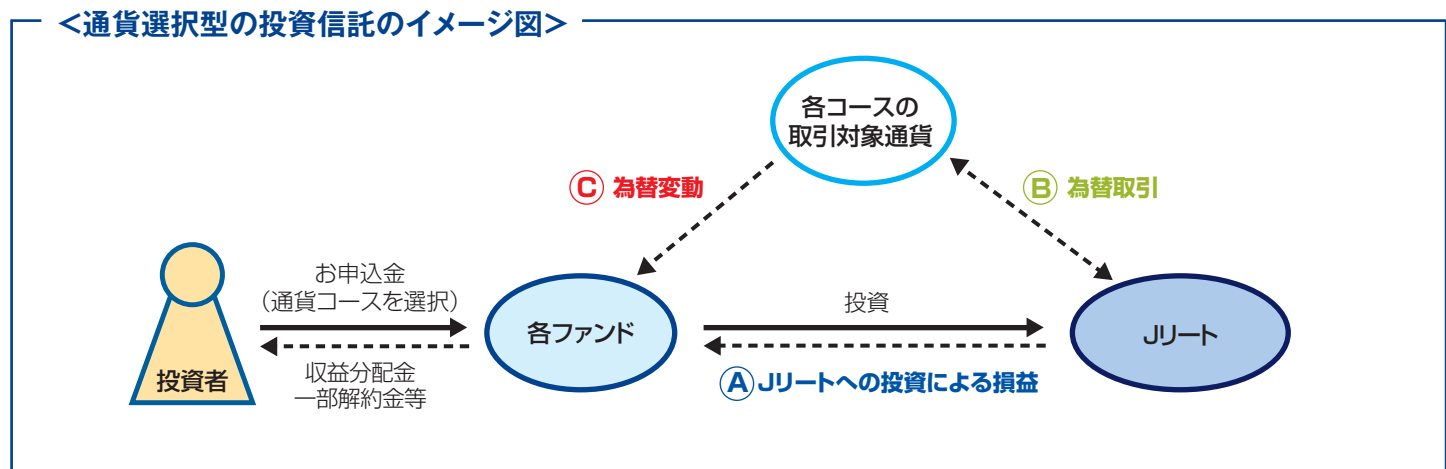 ＜通貨選択型の投資信託のイメージ図＞
各コースの
取引対象通貨
Ⓒ 為替変動
Ⓑ 為替取引
お申込金
（通貨コースを選択）
投資
各ファンド
Jリート
投資者
収益分配金
一部解約金等
Ⓐ Jリートへの投資による損益